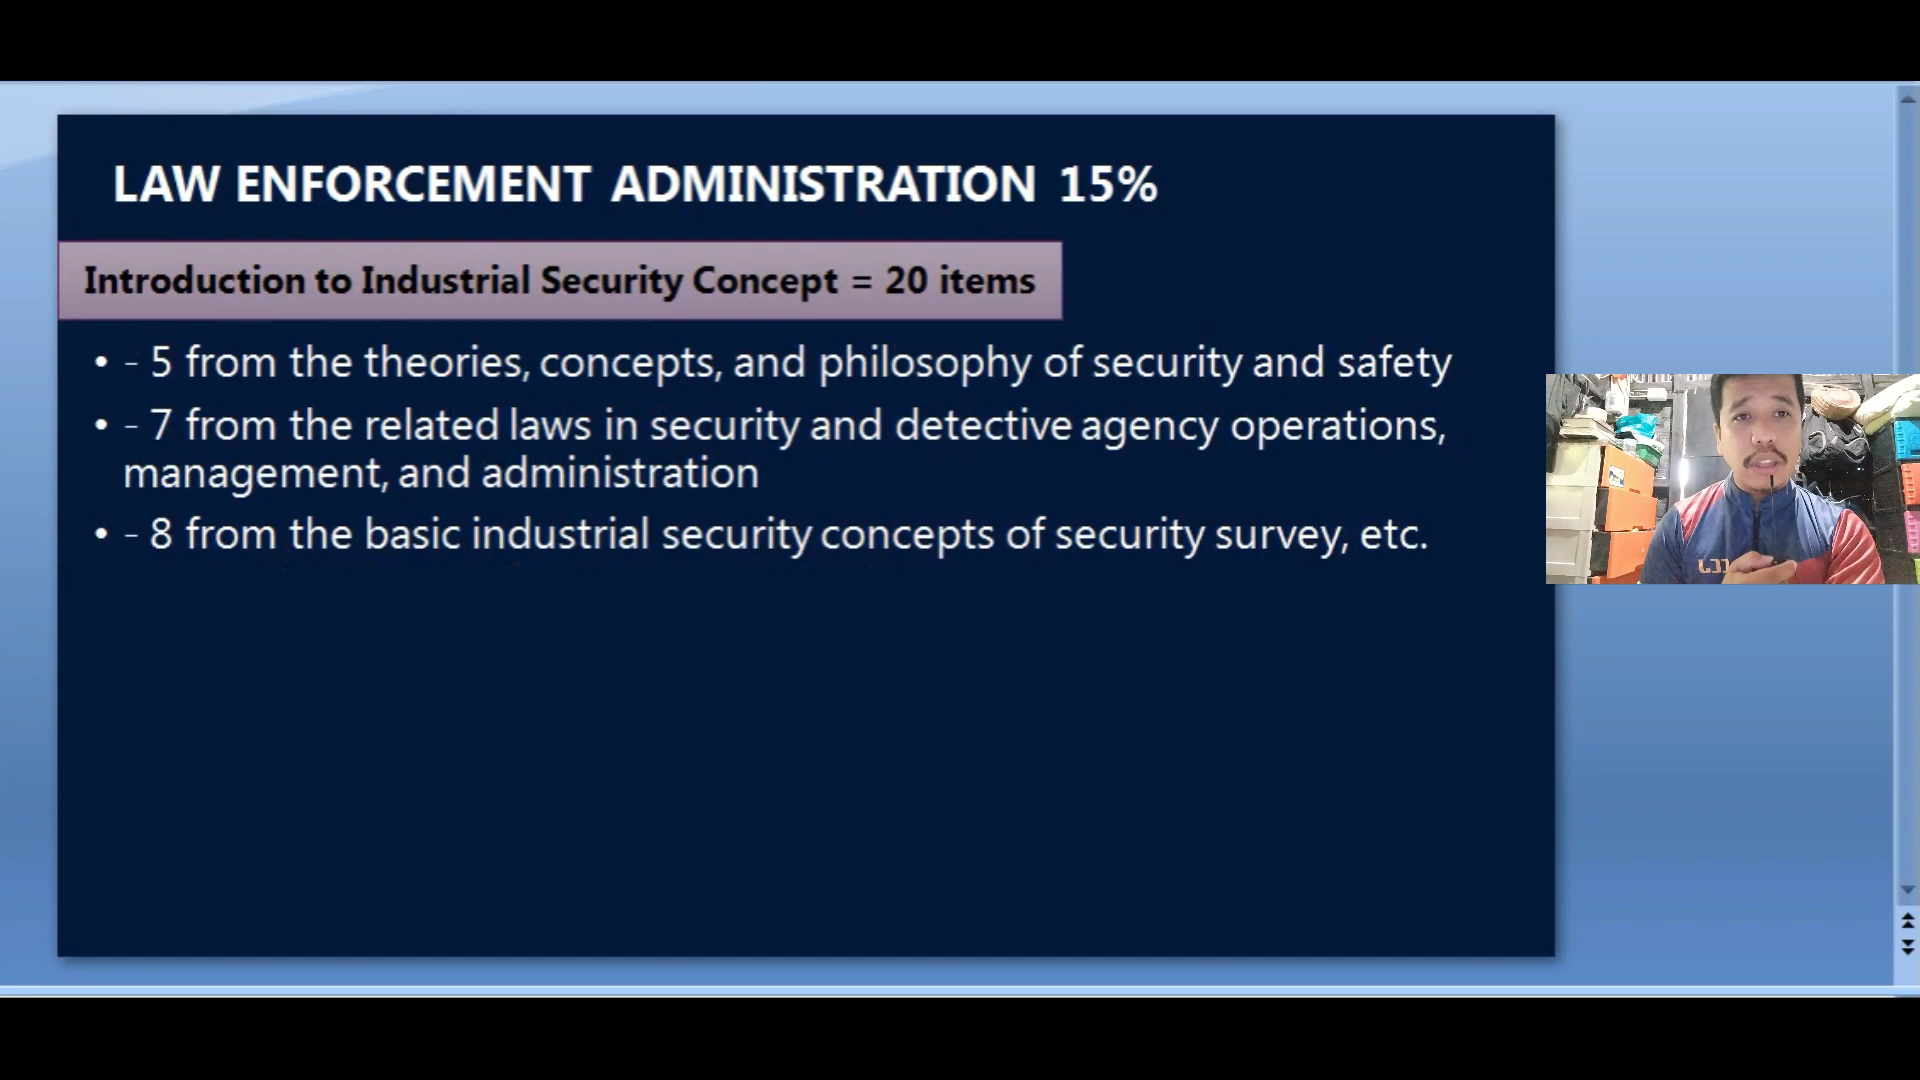 LAW ENFORCEMENT ADMINISTRATION 15%
Introduction to Industrial Security Concept = 20 items
• - 5 from the theories, concepts, and philosophy of security and safety
• - 7 from the related laws in security and detective agency operations,
management, and administration
• - 8 from the basic industrial security concepts of security survey, etc.